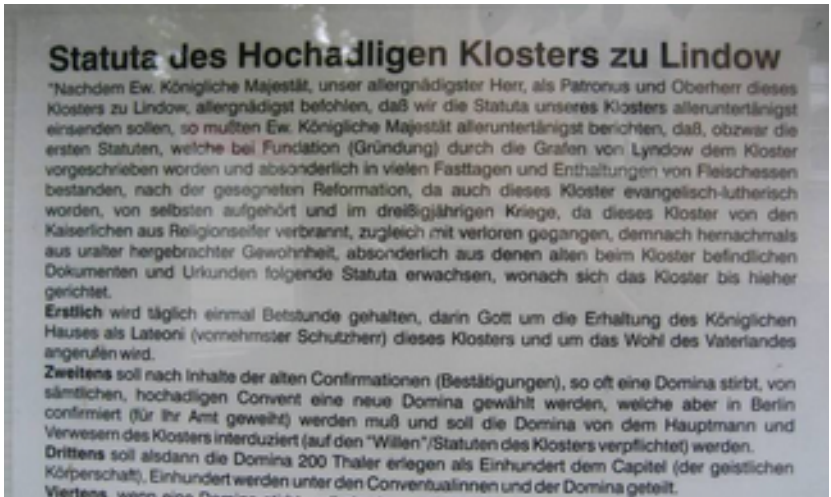 Statuta des Hochadligen Klosters zu Lindow
"Nachdem Ew. Königliche Majestät, unser allergnädigster Herr, als Patronus und Oberherr dieses
Klosters zu Lindow, allergnädigst befohlen, daß wir die Statuta unseres Klosters alleruntertänigst
einsenden sollen, so mußten Ew. Königliche Majestät alleruntertänigst berichten, daß, obzwar die
ersten Statuten, welche bei Fundation (Gründung) durch die Grafen von Lyndow dem Kloster
vorgeschrieben worden und absonderlich in vielen Fasttagen und Enthaltungen von Fleischessen
bestanden, nach der gesegneten Reformation, da auch dieses Kloster evangelisch-lutherisch
worden, von selbsten aufgehört und im dreißigjährigen Kriege, da dieses Kloster von den
Kaiserlichen aus Religionseifer verbrannt, zugleich mit verloren gegangen, demnach hernachmals
aus uralter hergebrachter Gewohnheit, absonderlich aus denen alten beim Kloster befindlichen
Dokumenten und Urkunden folgende Statuta erwachsen, wonach sich das Kloster bis hieher
gerichtet.
Erstlich wird täglich einmal Betstunde gehalten, darin Gott um die Erhaltung des Königlichen
Hauses als Lateoni (vornehmster Schutzherr) dieses Klosters und um das Wohl des Vaterlandes
angerufen wird.
Zweitens soll nach Inhalte der alten Confirmationen (Bestätigungen), so oft eine Domina stirbt, von
sämtlichen, hochadligen Convent eine neue Domina gewählt werden, welche aber in Berlin
confirmiert (für Ihr Amt geweiht) werden muß und soll die Domina von dem Hauptmann und
Verwesern des Klosters interduziert (auf den "Willen"/Statuten des Klosters verpflichtet) werden.
Drittens soll alsdann die Domina 200 Thaler erlegen als Einhundert dem Capitel (der geistlichen
Körperschaft), Einhundert werden unter den Conventualinnen und der Domina geteilt.
Viertens, wenn eine Domina